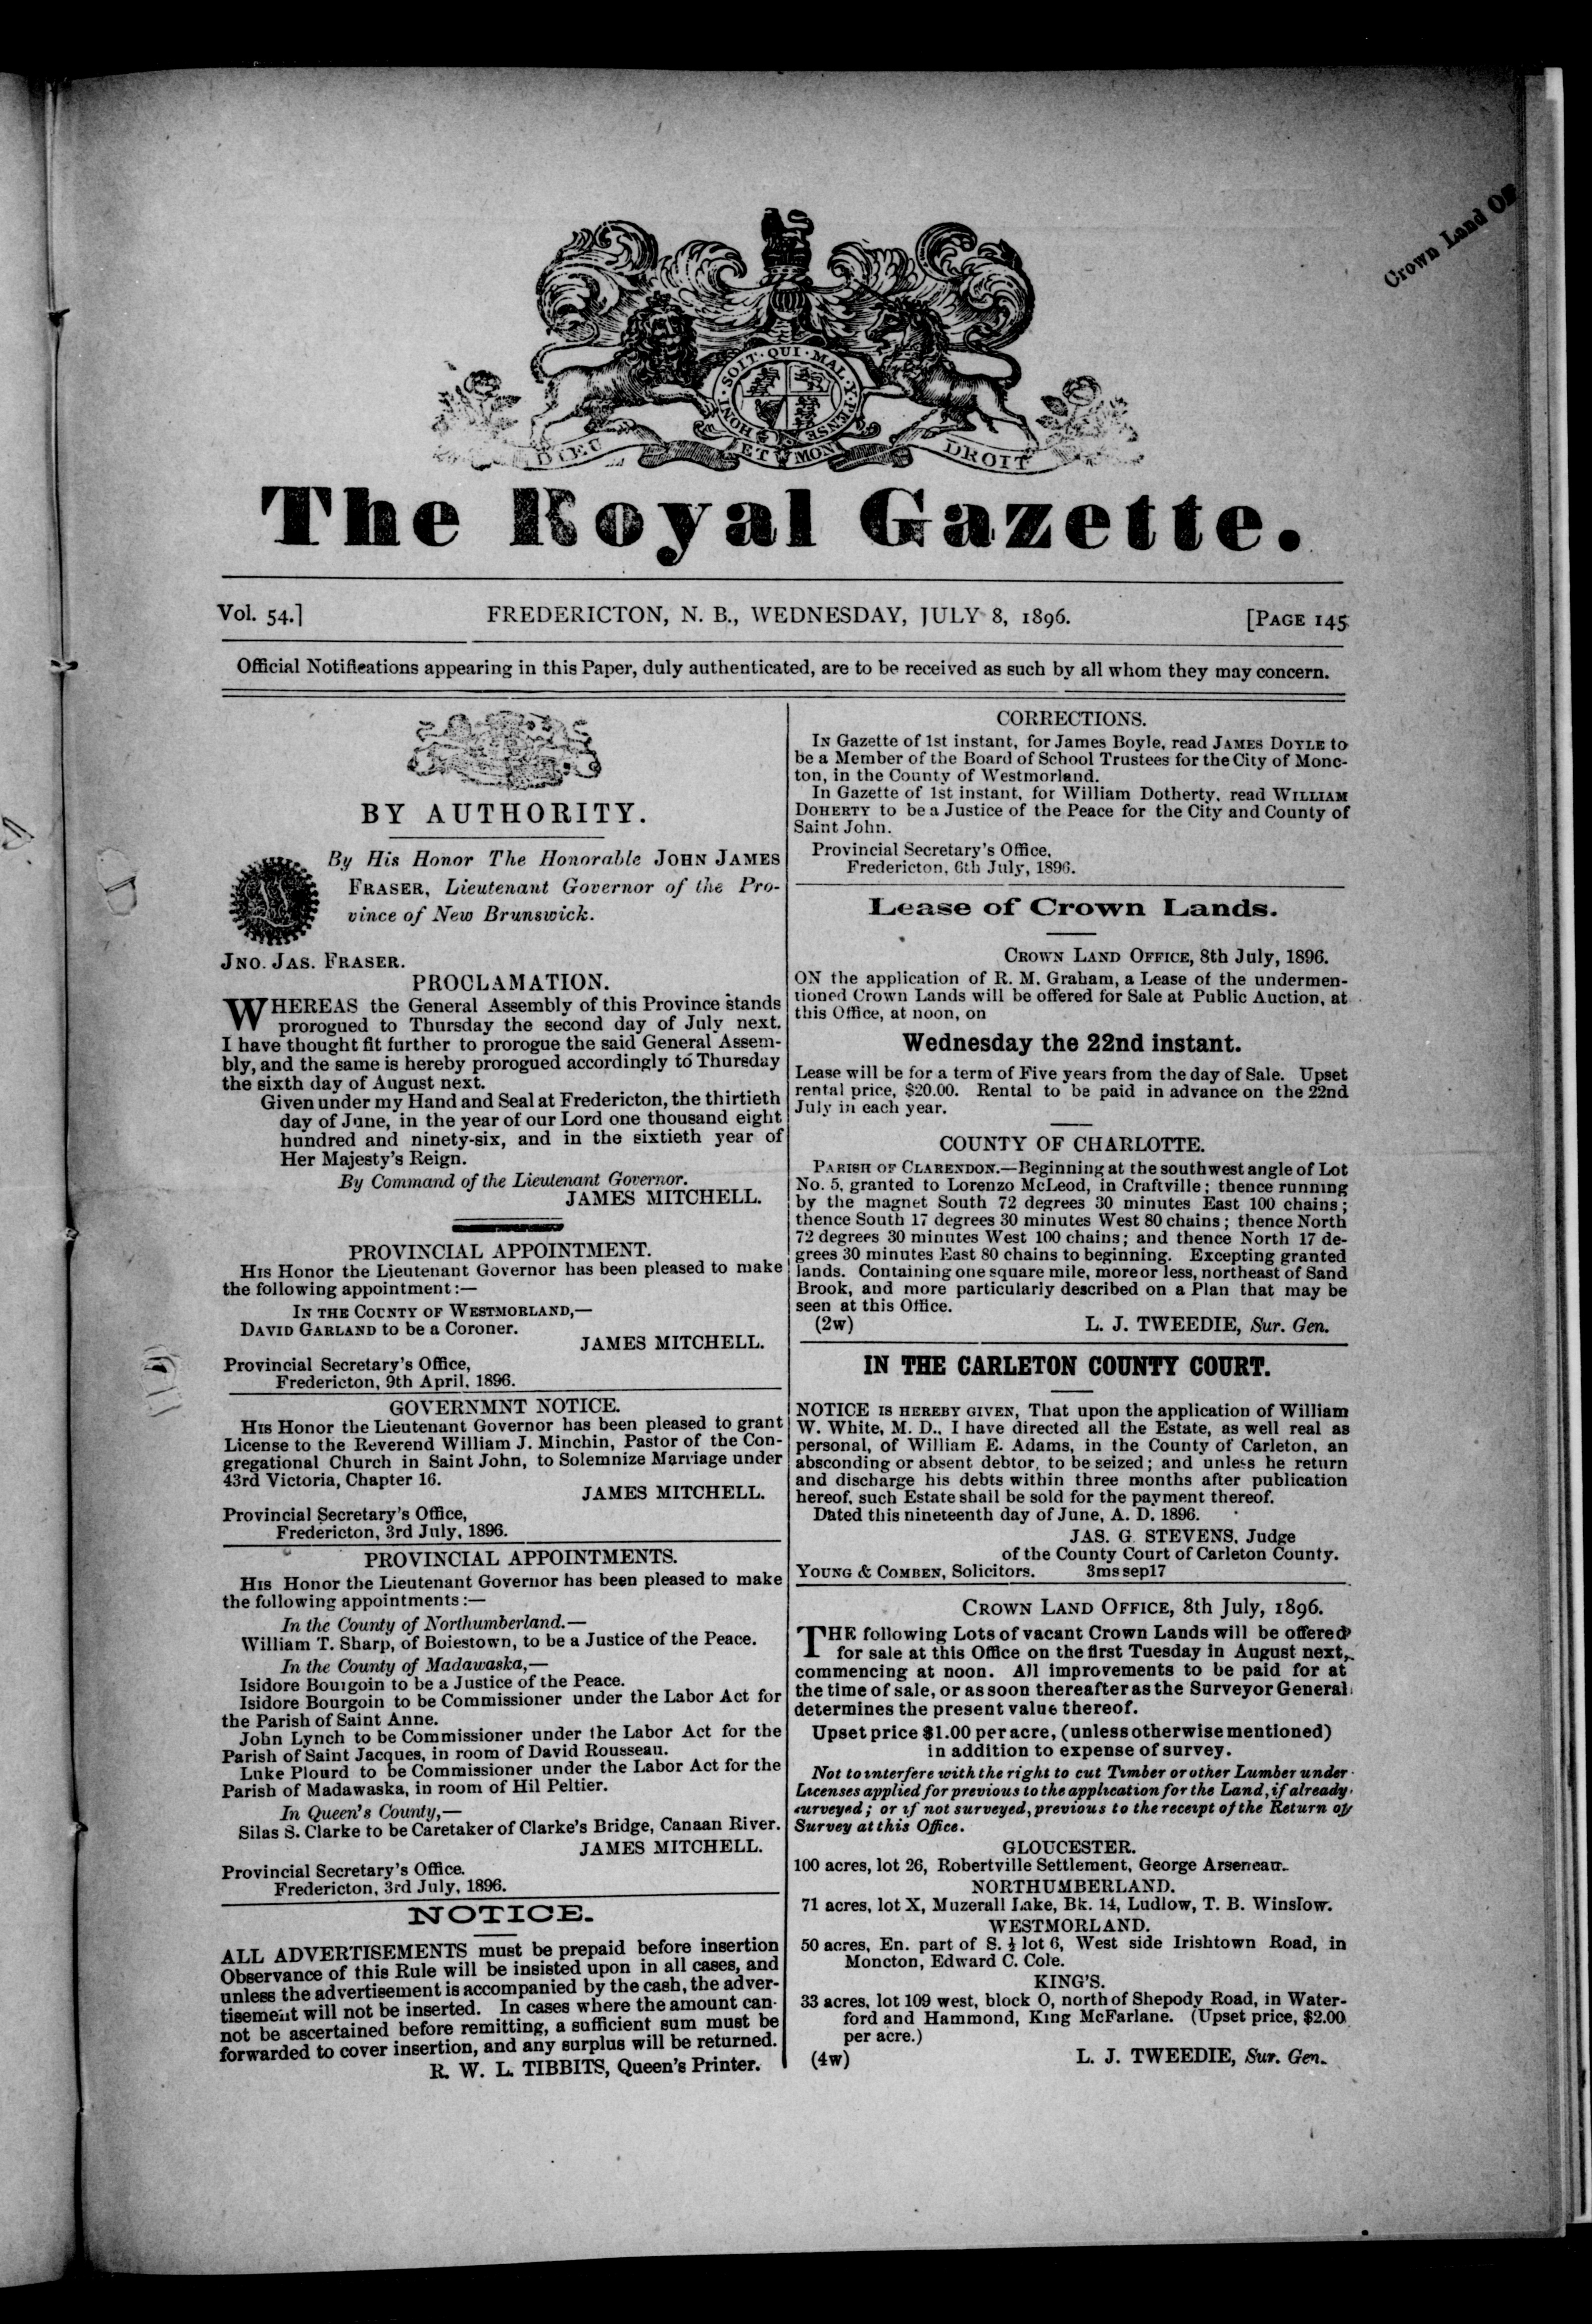 Crown Land Of
HONI · SOIT · QUI · MAL · Y · PENSE
DIEU ET MON DROIT
The Royal Gazette.
Vol. 54.] FREDERICTON, N. B., WEDNESDAY, JULY 8, 1896. [PAGE 145
Official Notifications appearing in this Paper, duly authenticated, are to be received as such by all whom they may concern.
BY AUTHORITY.
By His Honor The Honorable JOHN JAMES
FRASER, Lieutenant Governor of the Pro-
vince of New Brunswick.
JNO. JAS. FRASER.
PROCLAMATION.
WHEREAS the General Assembly of this Province stands
prorogued to Thursday the second day of July next.
I have thought fit further to prorogue the said General Assem-
bly, and the same is hereby prorogued accordingly to Thursday
the sixth day of August next.
Given under my Hand and Seal at Fredericton, the thirtieth
day of June, in the year of our Lord one thousand eight
hundred and ninety-six, and in the sixtieth year of
Her Majesty's Reign.
By Command of the Lieutenant Governor.
JAMES MITCHELL.
PROVINCIAL APPOINTMENT.
HIS Honor the Lieutenant Governor has been pleased to make
the following appointment :—
IN THE COUNTY OF WESTMORLAND,—
DAVID GARLAND to be a Coroner.
JAMES MITCHELL.
Provincial Secretary's Office,
Fredericton, 9th April, 1896.
GOVERNMNT NOTICE.
HIS Honor the Lieutenant Governor has been pleased to grant
License to the Reverend William J. Minchin, Pastor of the Con-
gregational Church in Saint John, to Solemnize Marriage under
43rd Victoria, Chapter 16.
JAMES MITCHELL.
Provincial Secretary's Office,
Fredericton, 3rd July, 1896.
PROVINCIAL APPOINTMENTS.
HIS Honor the Lieutenant Governor has been pleased to make
the following appointments :—
In the County of Northumberland.—
William T. Sharp, of Boiestown, to be a Justice of the Peace.
In the County of Madawaska,—
Isidore Bourgoin to be a Justice of the Peace.
Isidore Bourgoin to be Commissioner under the Labor Act for
the Parish of Saint Anne.
John Lynch to be Commissioner under the Labor Act for the
Parish of Saint Jacques, in room of David Rousseau.
Luke Plourd to be Commissioner under the Labor Act for the
Parish of Madawaska, in room of Hil Peltier.
In Queen's County,—
Silas S. Clarke to be Caretaker of Clarke's Bridge, Canaan River.
JAMES MITCHELL.
Provincial Secretary's Office.
Fredericton, 3rd July, 1896.
NOTICE.
ALL ADVERTISEMENTS must be prepaid before insertion
Observance of this Rule will be insisted upon in all cases, and
unless the advertisement is accompanied by the cash, the adver-
tisement will not be inserted. In cases where the amount can-
not be ascertained before remitting, a sufficient sum must be
forwarded to cover insertion, and any surplus will be returned.
R. W. L. TIBBITS, Queen's Printer.
CORRECTIONS.
IN Gazette of 1st instant, for James Boyle, read JAMES DOYLE to
be a Member of the Board of School Trustees for the City of Monc-
ton, in the County of Westmorland.
In Gazette of 1st instant, for William Dotherty, read WILLIAM
DOHERTY to be a Justice of the Peace for the City and County of
Saint John.
Provincial Secretary's Office,
Fredericton, 6th July, 1896.
Lease of Crown Lands.
CROWN LAND OFFICE, 8th July, 1896.
ON the application of R. M. Graham, a Lease of the undermen-
tioned Crown Lands will be offered for Sale at Public Auction, at
this Office, at noon, on
Wednesday the 22nd instant.
Lease will be for a term of Five years from the day of Sale. Upset
rental price, $20.00. Rental to be paid in advance on the 22nd
July in each year.
COUNTY OF CHARLOTTE.
PARISH OF CLARENDON.—Beginning at the southwest angle of Lot
No. 5, granted to Lorenzo McLeod, in Craftville ; thence running
by the magnet South 72 degrees 30 minutes East 100 chains ;
thence South 17 degrees 30 minutes West 80 chains ; thence North
72 degrees 30 minutes West 100 chains; and thence North 17 de-
grees 30 minutes East 80 chains to beginning. Excepting granted
lands. Containing one square mile, more or less, northeast of Sand
Brook, and more particularly described on a Plan that may be
seen at this Office.
(2w) L. J. TWEEDIE, Sur. Gen.
IN THE CARLETON COUNTY COURT.
NOTICE IS HEREBY GIVEN, That upon the application of William
W. White, M. D., I have directed all the Estate, as well real as
personal, of William E. Adams, in the County of Carleton, an
absconding or absent debtor, to be seized ; and unless he return
and discharge his debts within three months after publication
hereof, such Estate shall be sold for the payment thereof.
Dated this nineteenth day of June, A. D. 1896.
JAS. G. STEVENS, Judge
of the County Court of Carleton County.
YOUNG & COMBEN, Solicitors. 3ms sep17
CROWN LAND OFFICE, 8th July, 1896.
THE following Lots of vacant Crown Lands will be offered
for sale at this Office on the first Tuesday in August next,
commencing at noon. All improvements to be paid for at
the time of sale, or as soon thereafter as the Surveyor General
determines the present value thereof.
Upset price $1.00 per acre, (unless otherwise mentioned)
in addition to expense of survey.
Not to interfere with the right to cut Timber or other Lumber under
Licenses applied for previous to the application for the Land, if already
surveyed ; or if not surveyed, previous to the receipt of the Return of
Survey at this Office.
GLOUCESTER.
100 acres, lot 26, Robertville Settlement, George Arseneau.
NORTHUMBERLAND.
71 acres, lot X, Muzerall Lake, Bk. 14, Ludlow, T. B. Winslow.
WESTMORLAND.
50 acres, En. part of S. ½ lot 6, West side Irishtown Road, in
Moncton, Edward C. Cole.
KING'S.
33 acres, lot 109 west, block O, north of Shepody Road, in Water-
ford and Hammond, King McFarlane. (Upset price, $2.00
per acre.)
(4w) L. J. TWEEDIE, Sur. Gen.